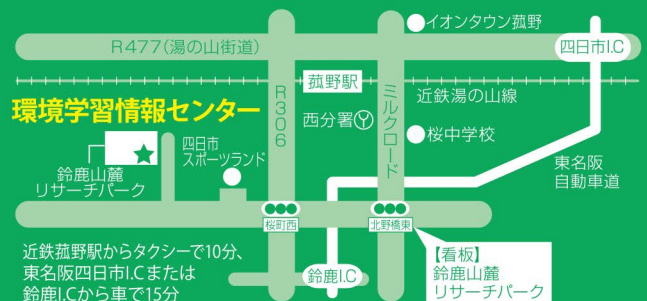 イオンタウン菰野
R477(湯の山街道)
四日市I.C
菰野駅
近鉄湯の山線
環境学習情報センター
R306
ミルクロード
西分署
桜中学校
四日市
スポーツランド
鈴鹿山麓
リサーチパーク
東名阪
自動車道
桜町西
北野橋東
近鉄菰野駅からタクシーで10分、
東名阪四日市I.Cまたは
鈴鹿I.Cから車で15分
鈴鹿I.C
【看板】
鈴鹿山麓
リサーチパーク